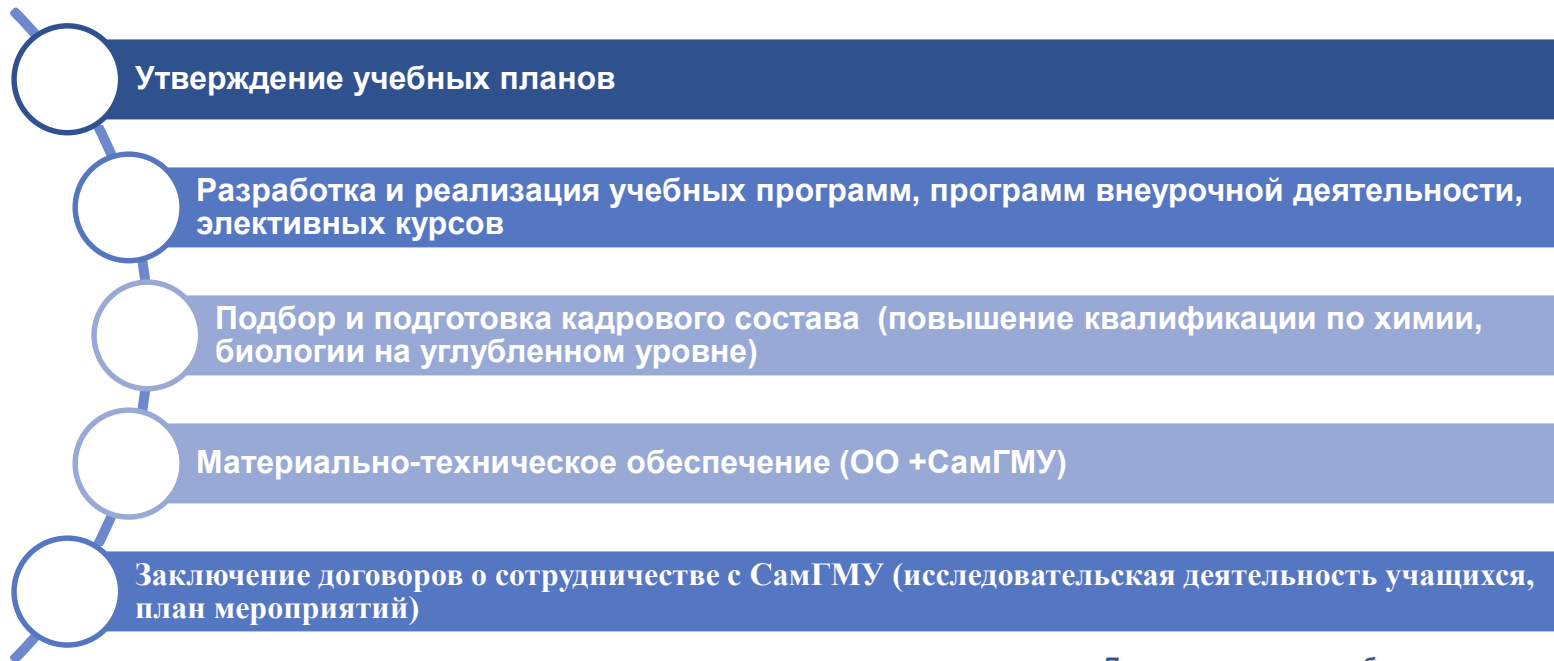 Утверждение учебных планов
Разработка и реализация учебных программ, программ внеурочной деятельности,
элективных курсов
Подбор и подготовка кадрового состава (повышение квалификации по химии,
биологии на углубленном уровне)
Материально-техническое обеспечение (ОО +СамГМУ)
Заключение договоров о сотрудничестве с СамГМУ (исследовательская деятельность учащихся,
план мероприятий)